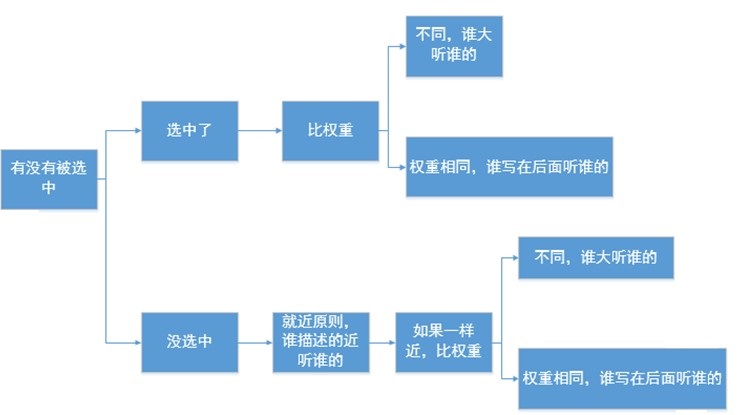 不同，谁大
听谁的
选中了
比权重
有没有被选
中
权重相同，谁写在后面听谁的
不同，谁大听谁的
没选中
就近原则，
谁描述的近
听谁的
如果一样
近，比权重
权重相同，谁写在后面听谁的